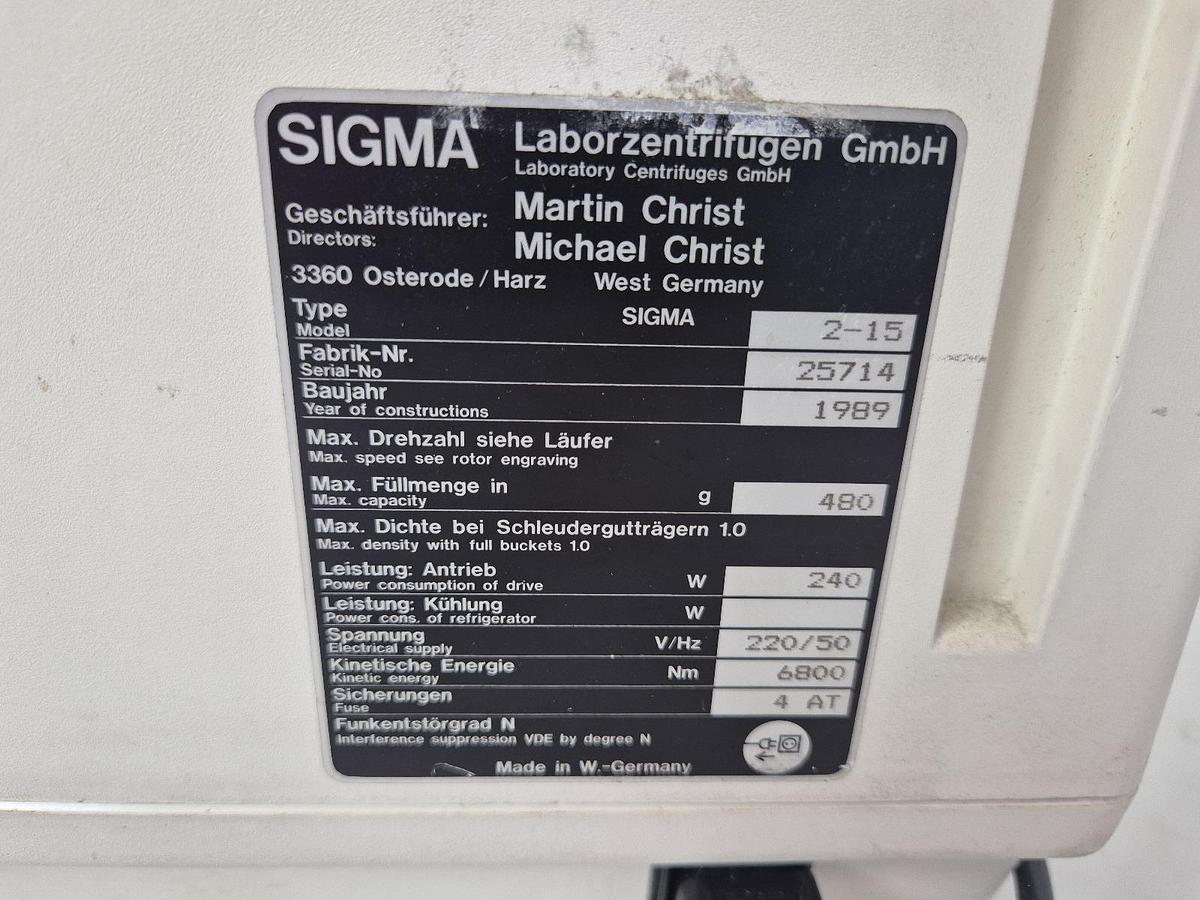 SIGMA Laborzentrifugen GmbH
Laboratory Centrifuges GmbH
Geschäftsführer: Martin Christ
Directors: Michael Christ
3360 Osterode / Harz West Germany
Type SIGMA 2-15
Model
Fabrik-Nr. 25714
Serial-No
Baujahr 1989
Year of constructions
Max. Drehzahl siehe Läufer
Max. speed see rotor engraving
Max. Füllmenge in g 480
Max. capacity
Max. Dichte bei Schleudergutträgern 1.0
Max. density with full buckets 1.0
Leistung: Antrieb W 240
Power consumption of drive
Leistung: Kühlung W
Power cons. of refrigerator
Spannung V/Hz 220/50
Electrical supply
Kinetische Energie Nm 6800
Kinetic energy
Sicherungen 4 AT
Fuse
Funkentstörgrad N
Interference suppression VDE by degree N
Made in W.-Germany